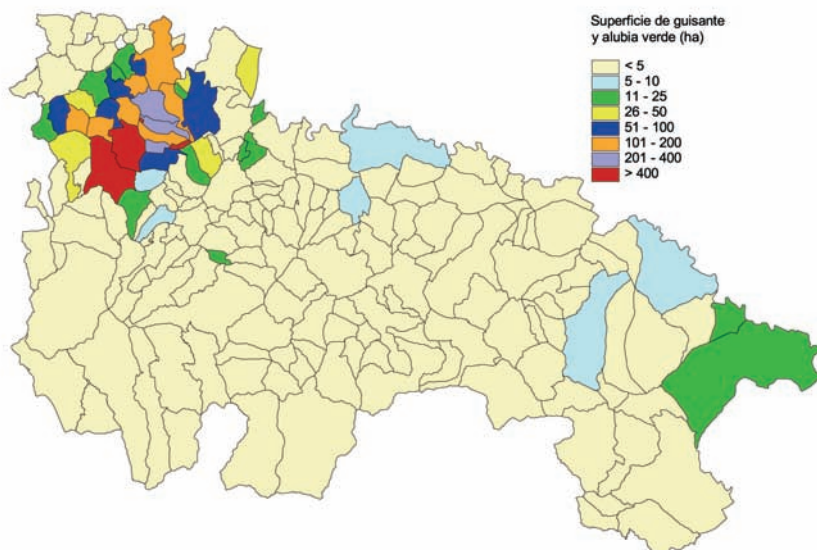 Superficie de guisante
y alubia verde (ha)
< 5
5 - 10
11 - 25
26 - 50
51 - 100
101 - 200
201 - 400
> 400